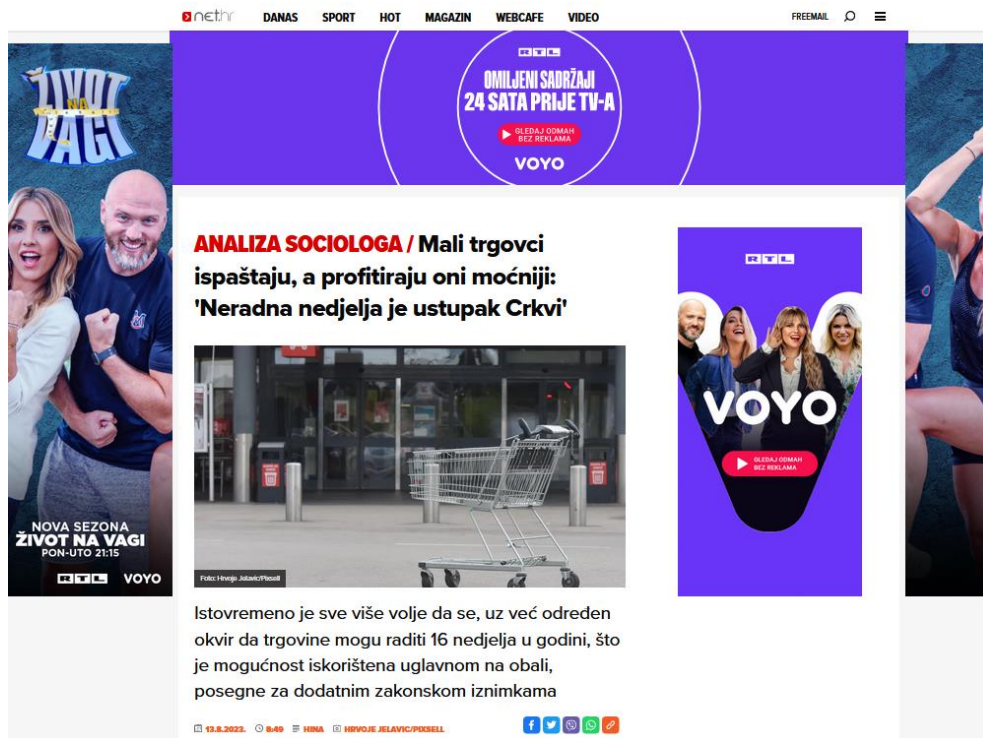 net.hr DANAS SPORT HOT MAGAZIN WEBCAFE VIDEO FREEMAIL
RTL
OMILJENI SADRŽAJI
24 SATA PRIJE TV-A
GLEDAJ ODMAH
BEZ REKLAMA
VOYO
ŽIVOT
NA
VAGI
NOVA SEZONA
ŽIVOT NA VAGI
PON-UTO 21:15
RTL VOYO
ANALIZA SOCIOLOGA / Mali trgovci
ispaštaju, a profitiraju oni moćniji:
'Neradna nedjelja je ustupak Crkvi'
Foto: Hrvoje Jelavic/Pixsell
Istovremeno je sve više volje da se, uz već određen
okvir da trgovine mogu raditi 16 nedjelja u godini, što
je mogućnost iskorištena uglavnom na obali,
posegne za dodatnim zakonskom iznimkama
13.8.2023. 8:49 HINA HRVOJE JELAVIC/PIXSELL
RTL
VOYO
GLEDAJ ODMAH
BEZ REKLAMA